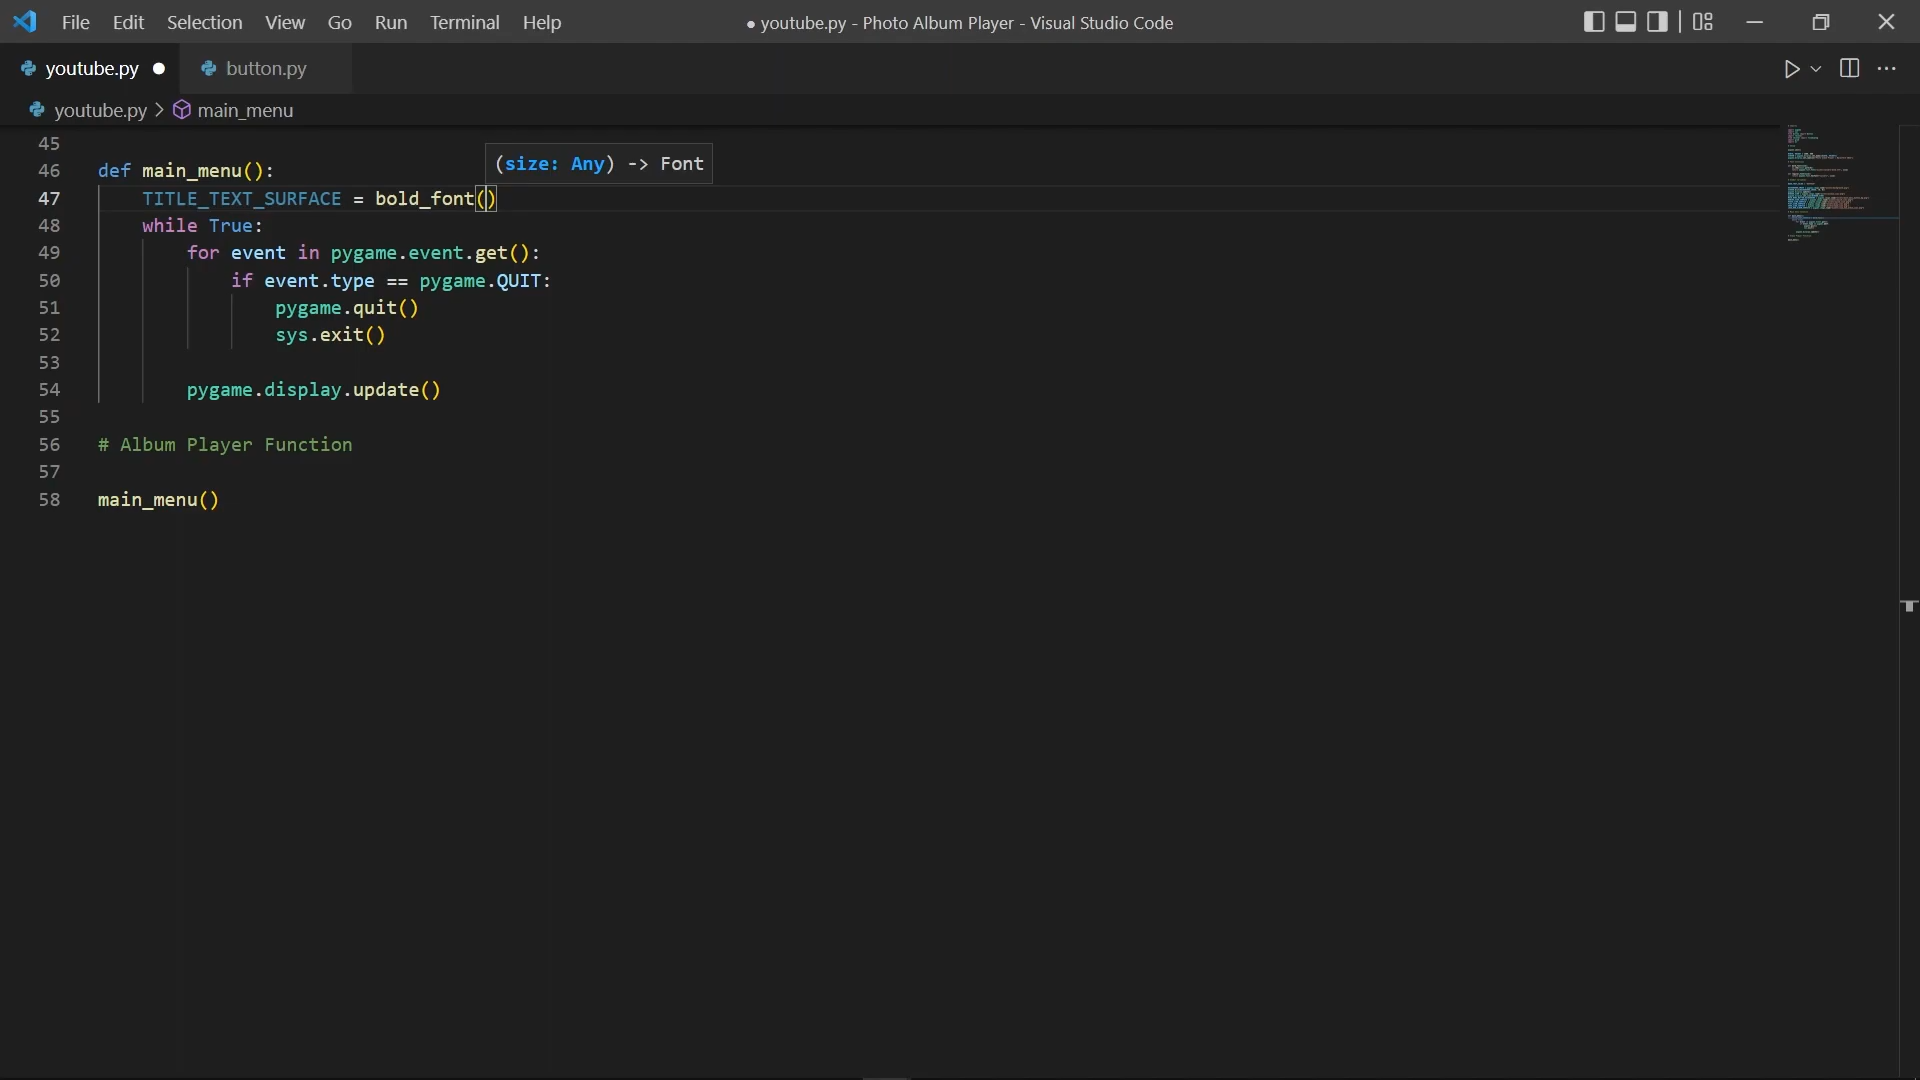 File Edit Selection View Go Run Terminal Help ● youtube.py - Photo Album Player - Visual Studio Code
youtube.py ● button.py
youtube.py > main_menu
45
(size: Any) -> Font
46 def main_menu():
47 TITLE_TEXT_SURFACE = bold_font()
48 while True:
49 for event in pygame.event.get():
50 if event.type == pygame.QUIT:
51 pygame.quit()
52 sys.exit()
53
54 pygame.display.update()
55
56 # Album Player Function
57
58 main_menu()